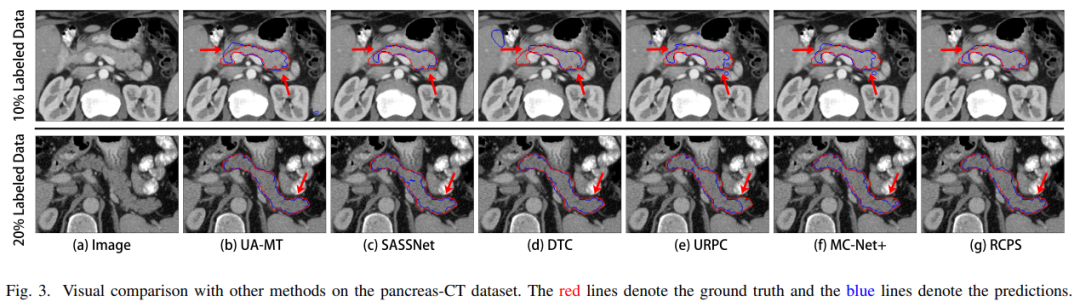 10% Labeled Data
20% Labeled Data
(a) Image (b) UA-MT (c) SASSNet (d) DTC (e) URPC (f) MC-Net+ (g) RCPS
Fig. 3. Visual comparison with other methods on the pancreas-CT dataset. The red lines denote the ground truth and the blue lines denote the predictions.